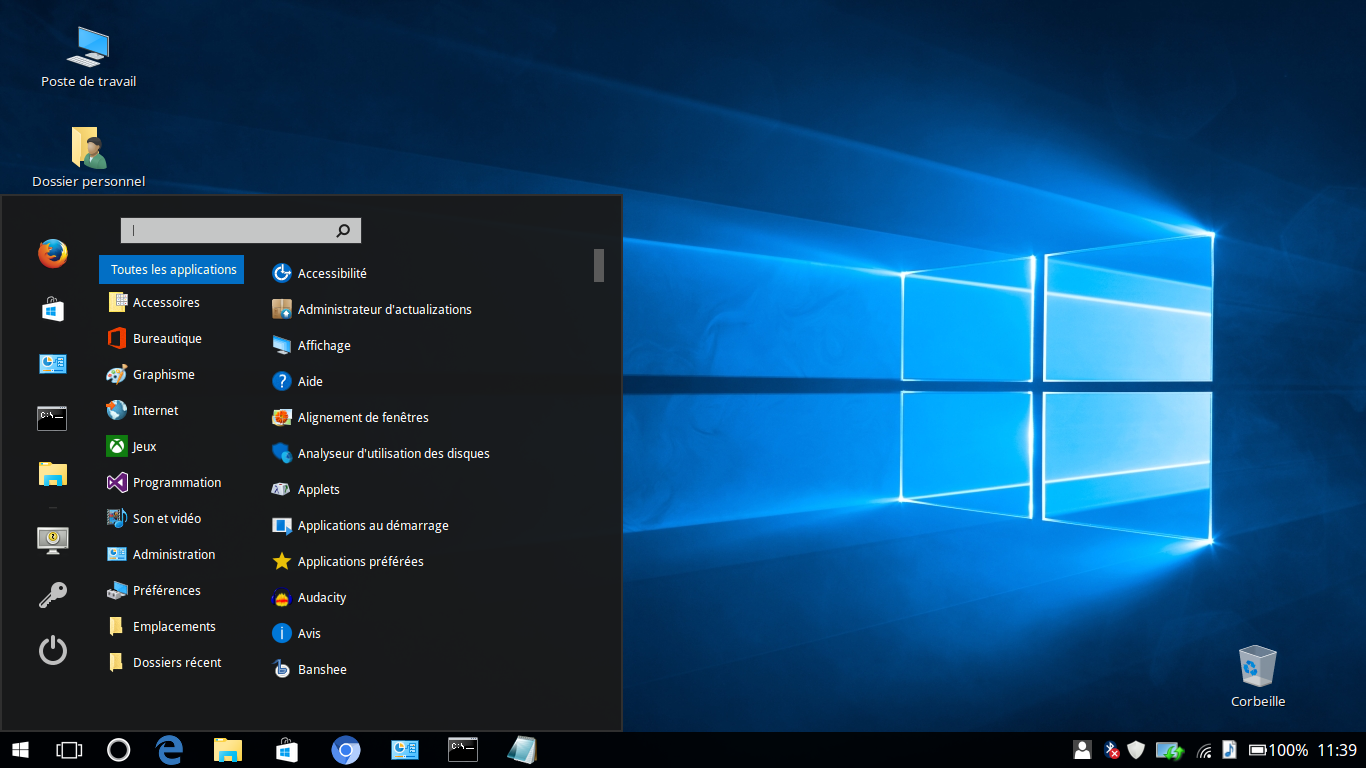 Poste de travail
Dossier personnel
Toutes les applications
Accessoires
Bureautique
Graphisme
Internet
Jeux
Programmation
Son et vidéo
Administration
Préférences
Emplacements
Dossiers récent
Accessibilité
Administrateur d'actualizations
Affichage
Aide
Alignement de fenêtres
Analyseur d'utilisation des disques
Applets
Applications au démarrage
Applications préférées
Audacity
Avis
Banshee
Corbeille
100% 11:39